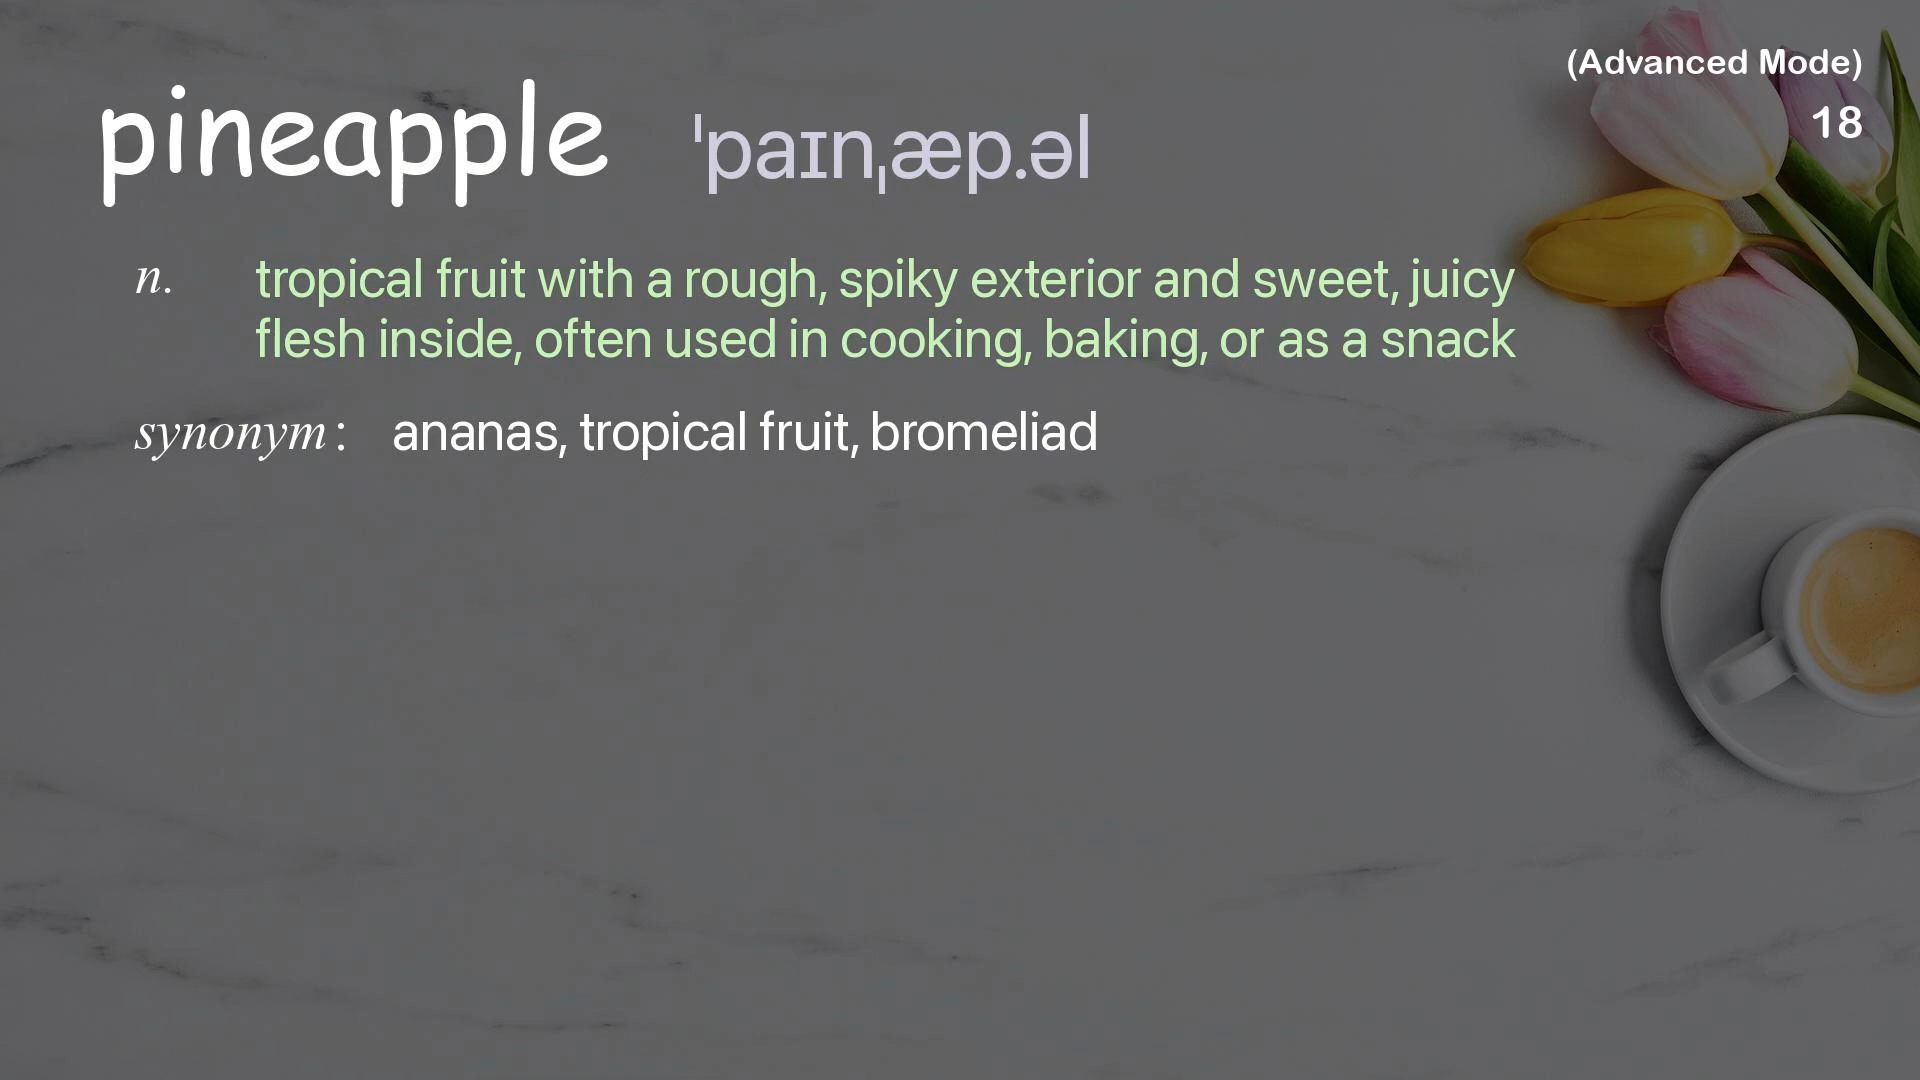 (Advanced Mode)
pineapple ˈpaɪnˌæp.əl
18
n. tropical fruit with a rough, spiky exterior and sweet, juicy
flesh inside, often used in cooking, baking, or as a snack
synonym: ananas, tropical fruit, bromeliad